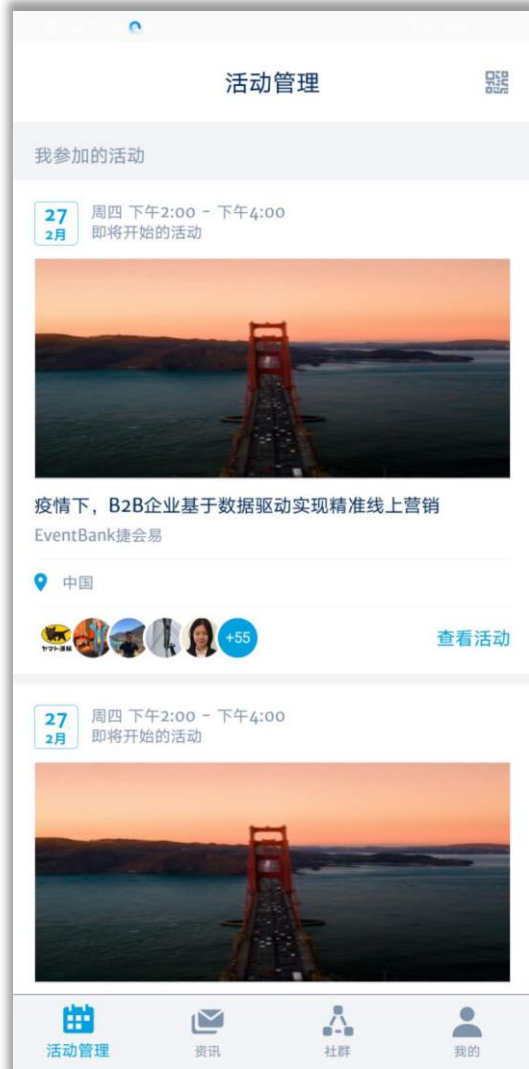 活动管理
我参加的活动
27
2月
周四 下午2:00 - 下午4:00
即将开始的活动
疫情下，B2B企业基于数据驱动实现精准线上营销
EventBank捷会易
中国
ヤマト運輸
+55
查看活动
27
2月
周四 下午2:00 - 下午4:00
即将开始的活动
活动管理
资讯
社群
我的